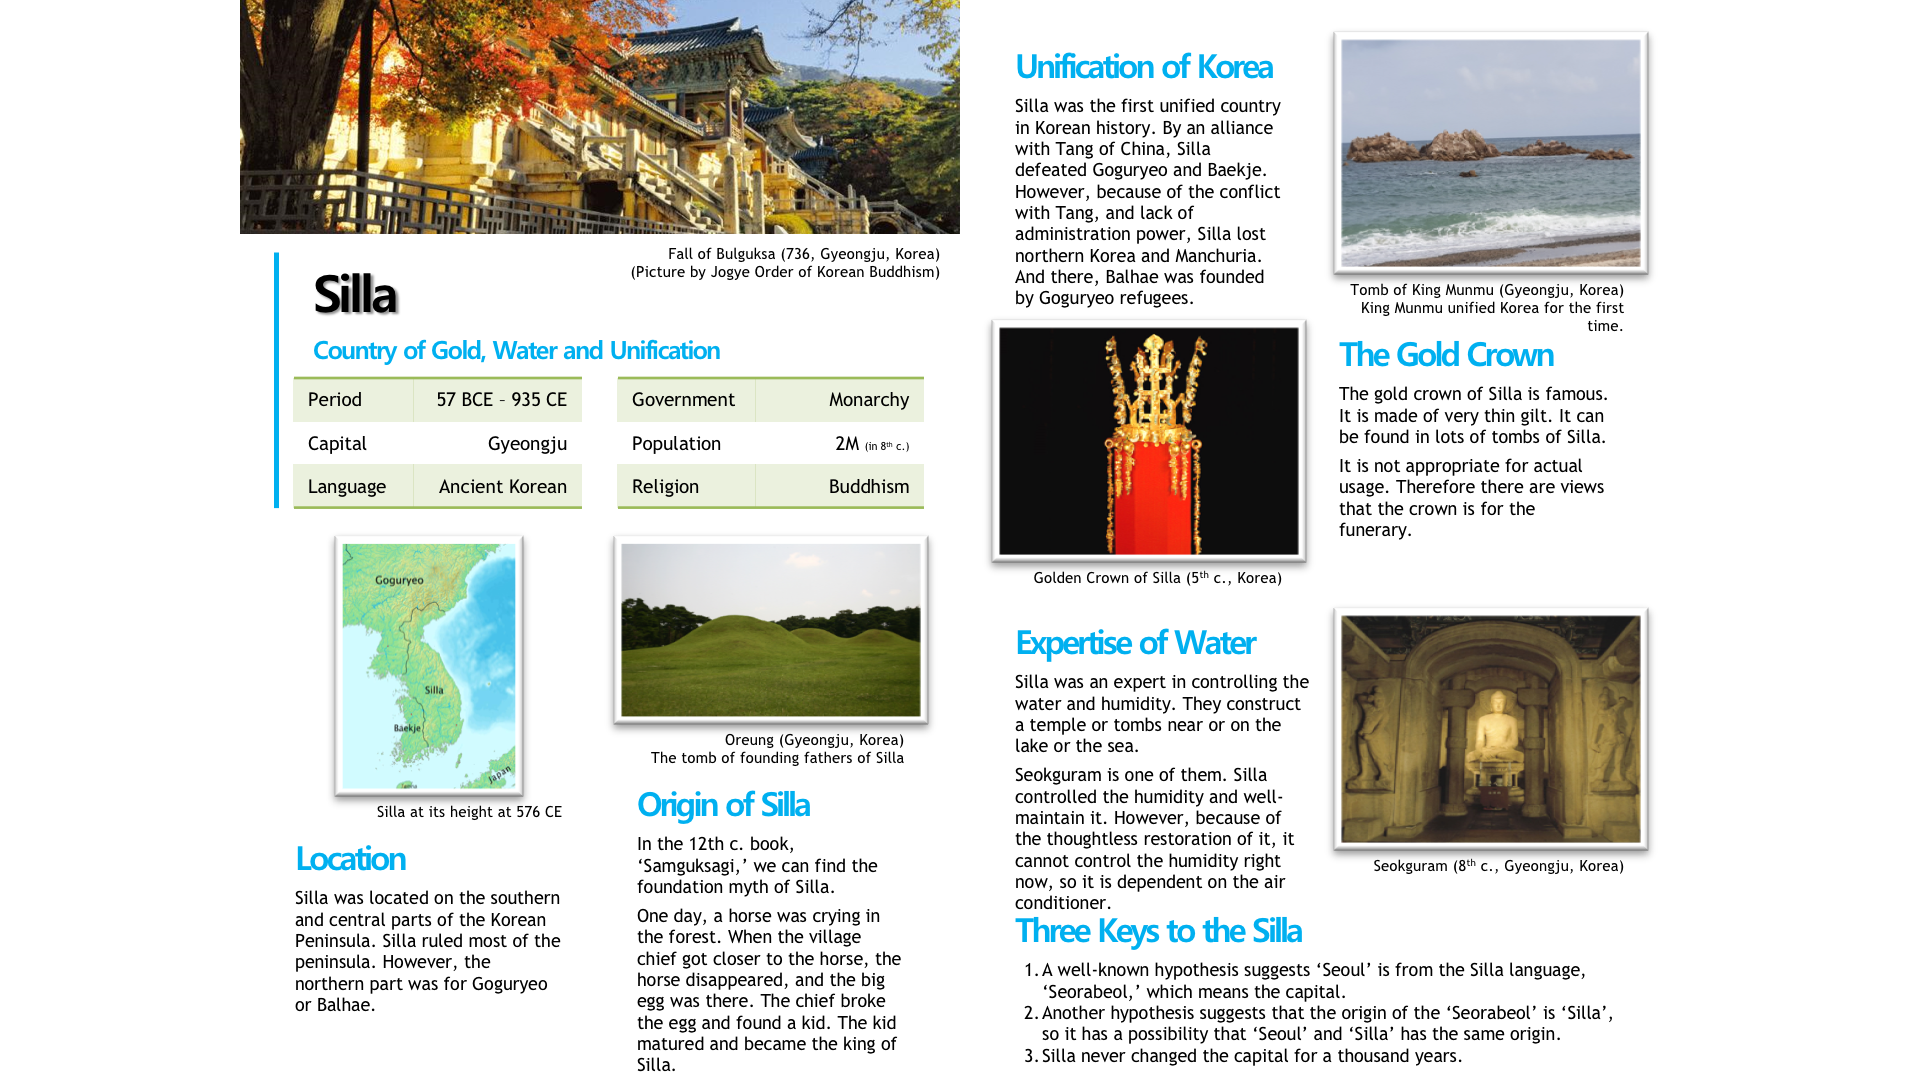 Fall of Bulguksa (736, Gyeongju, Korea)
(Picture by Jogye Order of Korean Buddhism)
Silla
Country of Gold, Water and Unification
Period 57 BCE – 935 CE
Capital Gyeongju
Language Ancient Korean
Government Monarchy
Population 2M (in 8th c.)
Religion Buddhism
Goguryeo
Silla
Baekje
Japan
Silla at its height at 576 CE
Location
Silla was located on the southern
and central parts of the Korean
Peninsula. Silla ruled most of the
peninsula. However, the
northern part was for Goguryeo
or Balhae.
Oreung (Gyeongju, Korea)
The tomb of founding fathers of Silla
Origin of Silla
In the 12th c. book,
‘Samguksagi,’ we can find the
foundation myth of Silla.
One day, a horse was crying in
the forest. When the village
chief got closer to the horse, the
horse disappeared, and the big
egg was there. The chief broke
the egg and found a kid. The kid
matured and became the king of
Silla.
Unification of Korea
Silla was the first unified country
in Korean history. By an alliance
with Tang of China, Silla
defeated Goguryeo and Baekje.
However, because of the conflict
with Tang, and lack of
administration power, Silla lost
northern Korea and Manchuria.
And there, Balhae was founded
by Goguryeo refugees.
Tomb of King Munmu (Gyeongju, Korea)
King Munmu unified Korea for the first
time.
The Gold Crown
The gold crown of Silla is famous.
It is made of very thin gilt. It can
be found in lots of tombs of Silla.
It is not appropriate for actual
usage. Therefore there are views
that the crown is for the
funerary.
Golden Crown of Silla (5th c., Korea)
Expertise of Water
Silla was an expert in controlling the
water and humidity. They construct
a temple or tombs near or on the
lake or the sea.
Seokguram is one of them. Silla
controlled the humidity and well-
maintain it. However, because of
the thoughtless restoration of it, it
cannot control the humidity right
now, so it is dependent on the air
conditioner.
Seokguram (8th c., Gyeongju, Korea)
Three Keys to the Silla
1. A well-known hypothesis suggests ‘Seoul’ is from the Silla language,
‘Seorabeol,’ which means the capital.
2. Another hypothesis suggests that the origin of the ‘Seorabeol’ is ‘Silla’,
so it has a possibility that ‘Seoul’ and ‘Silla’ has the same origin.
3. Silla never changed the capital for a thousand years.